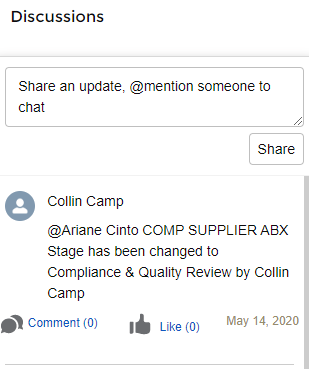 Discussions
Share an update, @mention someone to
chat
Share
Collin Camp
@Ariane Cinto COMP SUPPLIER ABX
Stage has been changed to
Compliance & Quality Review by Collin
Camp
Comment (0) Like (0) May 14, 2020